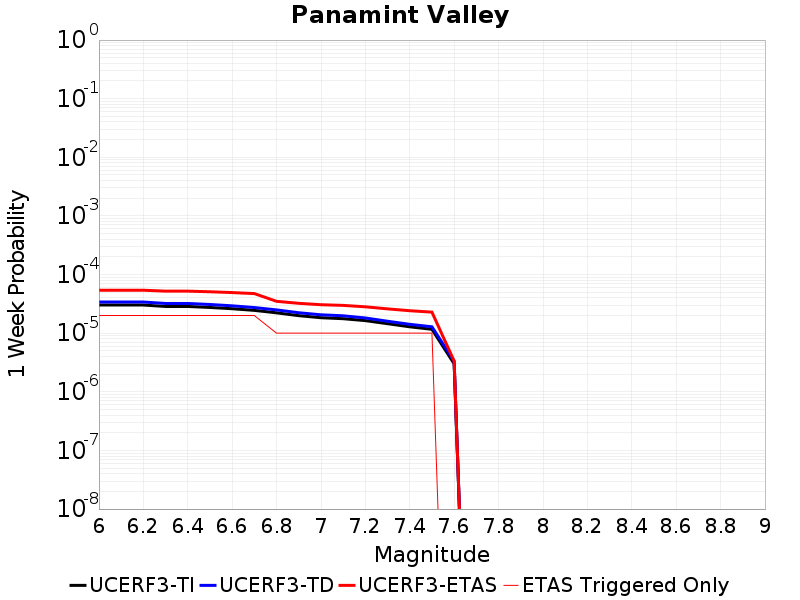 Panamint Valley
10^0
10^-1
10^-2
10^-3
10^-4
10^-5
10^-6
10^-7
10^-8
1 Week Probability
6 6.2 6.4 6.6 6.8 7 7.2 7.4 7.6 7.8 8 8.2 8.4 8.6 8.8 9
Magnitude
UCERF3-TI UCERF3-TD UCERF3-ETAS ETAS Triggered Only